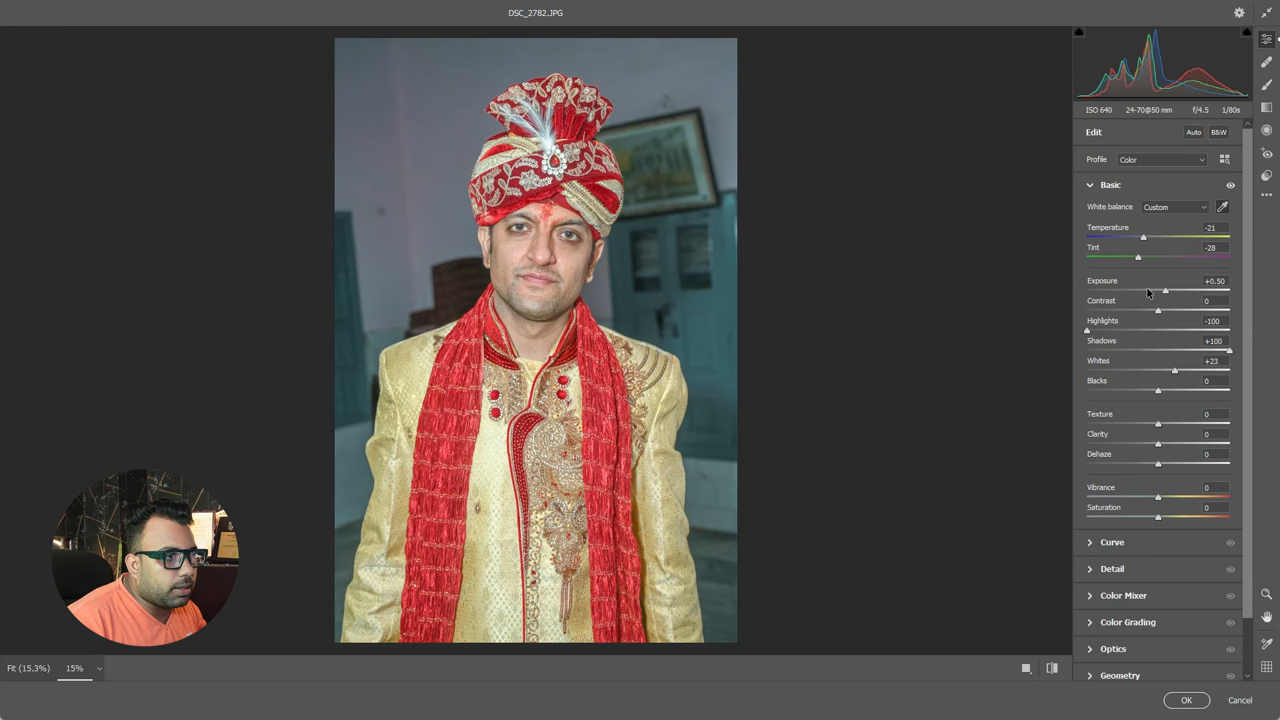 DSC_2782.JPG
ISO 640 24-70@50 mm f/4.5 1/80s
Edit Auto B&W
Profile Color
Basic
White balance Custom
Temperature -21
Tint -28
Exposure +0.50
Contrast 0
Highlights -100
Shadows +100
Whites +23
Blacks 0
Texture 0
Clarity 0
Dehaze 0
Vibrance 0
Saturation 0
Curve
Detail
Color Mixer
Color Grading
Optics
Geometry
Fit (15.3%) 15%
OK Cancel